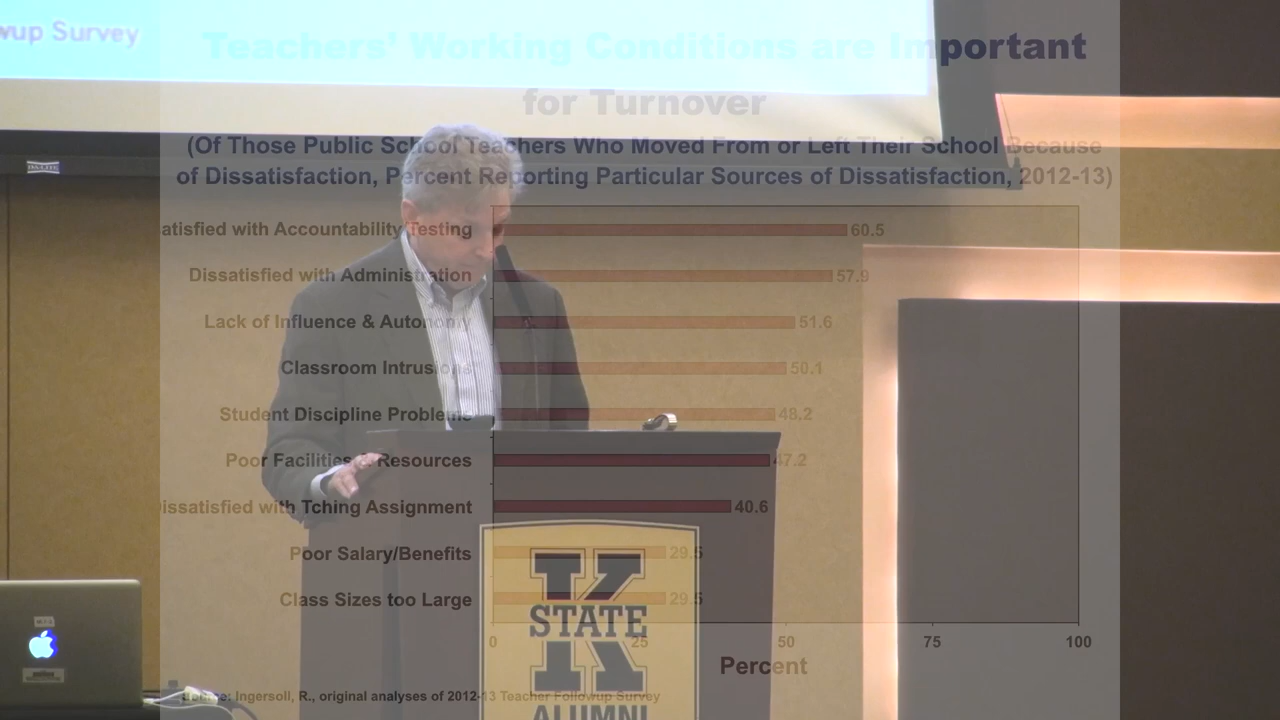 wup Survey
Teachers' Working Conditions are Important
for Turnover
(Of Those Public School Teachers Who Moved From or Left Their School Because
of Dissatisfaction, Percent Reporting Particular Sources of Dissatisfaction, 2012-13)
atisfied with Accountability/Testing 60.5
Dissatisfied with Administration 57.9
Lack of Influence & Autonomy 51.6
Classroom Intrusions 50.1
Student Discipline Problems 48.2
Poor Facilities & Resources 47.2
issatisfied with Tching Assignment 40.6
Poor Salary/Benefits 29.5
Class Sizes too Large 29.5
0 25 50 75 100
Percent
Source: Ingersoll, R., original analyses of 2012-13 Teacher Followup Survey
DA-LITE
K
STATE
ALUMNI